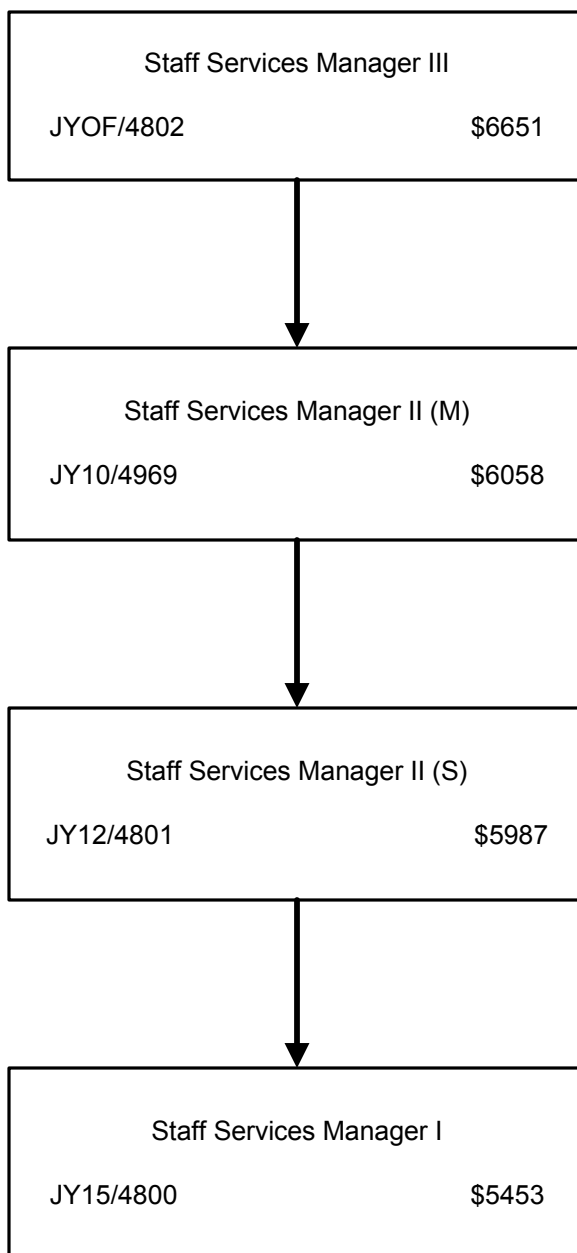 Staff Services Manager III
JYOF/4802 $6651
Staff Services Manager II (M)
JY10/4969 $6058
Staff Services Manager II (S)
JY12/4801 $5987
Staff Services Manager I
JY15/4800 $5453